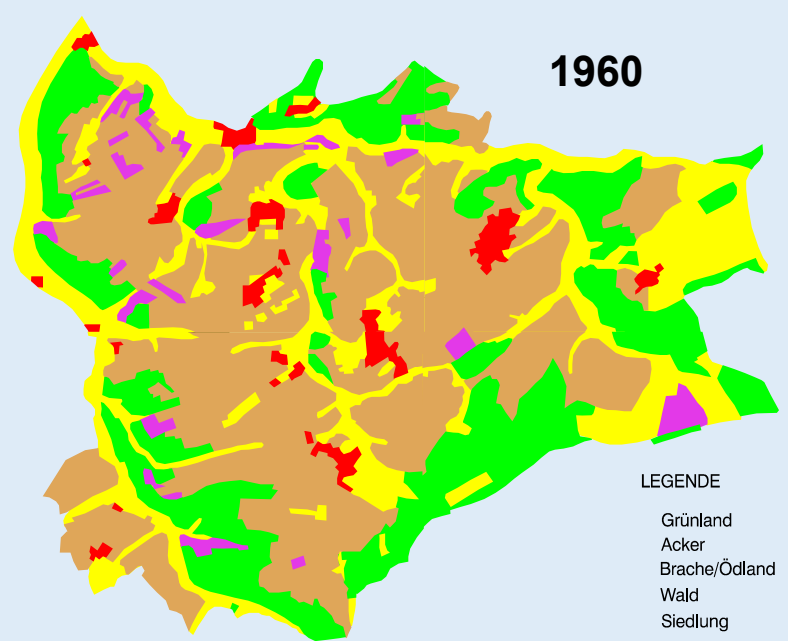 1960
LEGENDE
Grünland
Acker
Brache/Ödland
Wald
Siedlung